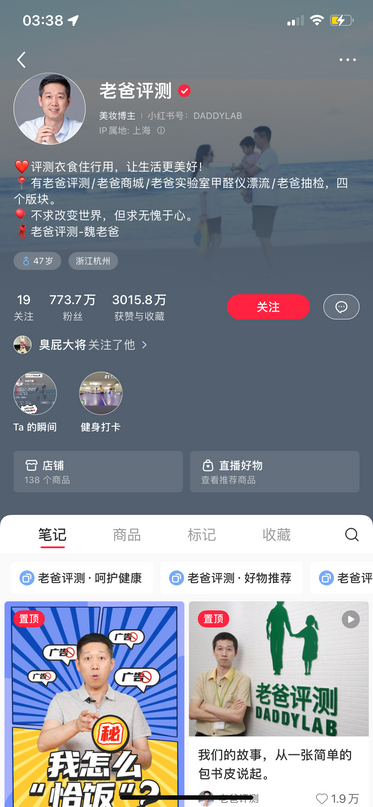 03:38
老爸评测
美妆博主 | 小红书号：DADDYLAB
IP属地：上海
❤️评测衣食住行用，让生活更美好！
📍有老爸评测/老爸商城/老爸实验室甲醛仪漂流/老爸抽检，四
个版块。
🎈不求改变世界，但求无愧于心。
💃老爸评测-魏老爸
47岁
浙江杭州
19
关注
773.7万
粉丝
3015.8万
获赞与收藏
关注
臭屁大将 关注了他
Ta 的瞬间
健身打卡
店铺
138 个商品
直播好物
查看推荐商品
笔记
商品
标记
收藏
老爸评测 · 呵护健康
老爸评测 · 好物推荐
老爸评
置顶
广告
广告
广告
广告
秘
我怎么
“恰饭”？
置顶
老爸评测
DADDYLAB
我们的故事，从一张简单的
包书皮说起。
老爸评测
1.9万